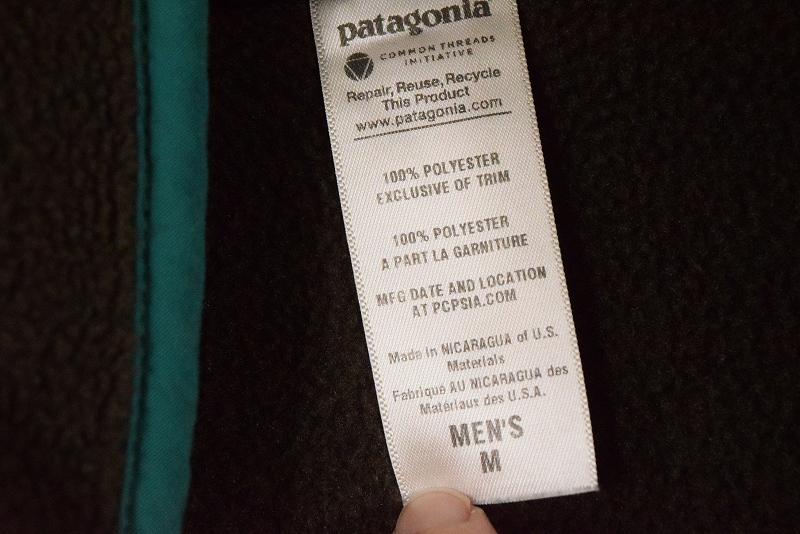 patagonia
COMMON THREADS
INITIATIVE
Repair, Reuse, Recycle
This Product
www.patagonia.com
100% POLYESTER
EXCLUSIVE OF TRIM
100% POLYESTER
A PART LA GARNITURE
MFG DATE AND LOCATION
AT PCPSIA.COM
Made in NICARAGUA of U.S.
Materials
Fabriqué AU NICARAGUA des
Matériaux des U.S.A.
MEN'S
M